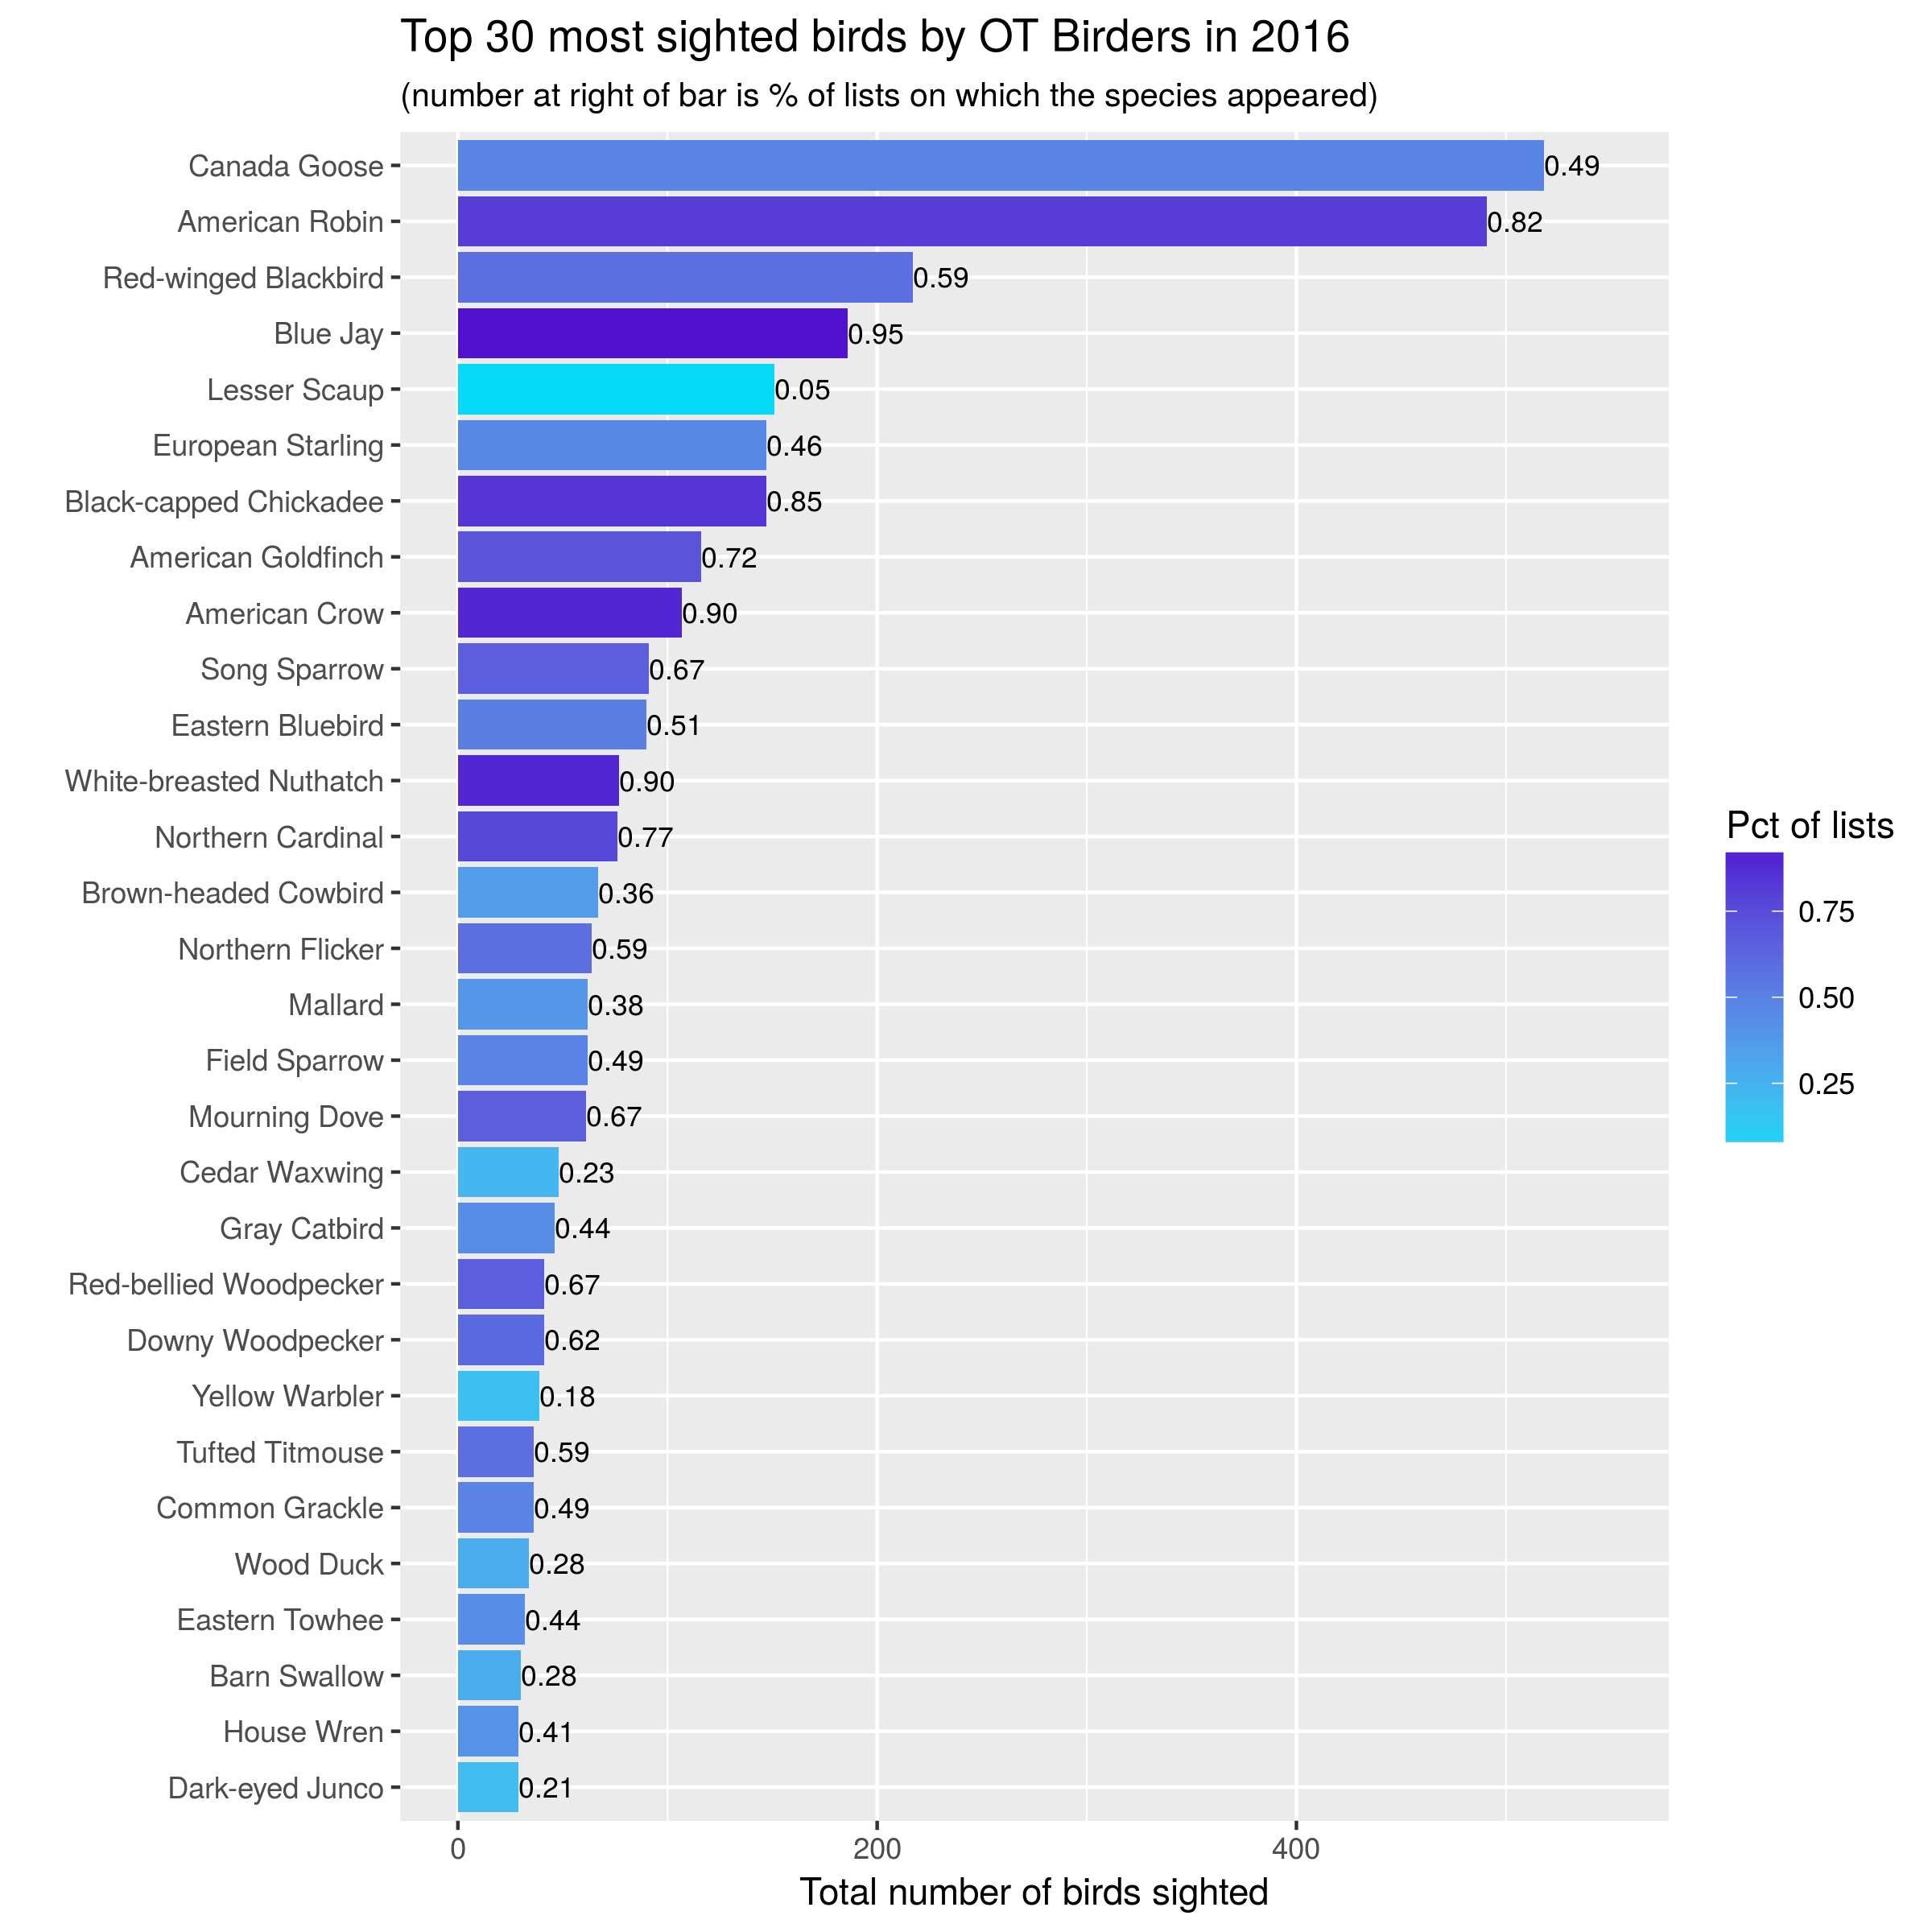 Top 30 most sighted birds by OT Birders in 2016
(number at right of bar is % of lists on which the species appeared)
Canada Goose 0.49
American Robin 0.82
Red-winged Blackbird 0.59
Blue Jay 0.95
Lesser Scaup 0.05
European Starling 0.46
Black-capped Chickadee 0.85
American Goldfinch 0.72
American Crow 0.90
Song Sparrow 0.67
Eastern Bluebird 0.51
White-breasted Nuthatch 0.90
Northern Cardinal 0.77
Brown-headed Cowbird 0.36
Northern Flicker 0.59
Mallard 0.38
Field Sparrow 0.49
Mourning Dove 0.67
Cedar Waxwing 0.23
Gray Catbird 0.44
Red-bellied Woodpecker 0.67
Downy Woodpecker 0.62
Yellow Warbler 0.18
Tufted Titmouse 0.59
Common Grackle 0.49
Wood Duck 0.28
Eastern Towhee 0.44
Barn Swallow 0.28
House Wren 0.41
Dark-eyed Junco 0.21
0 200 400
Total number of birds sighted
Pct of lists
0.75
0.50
0.25